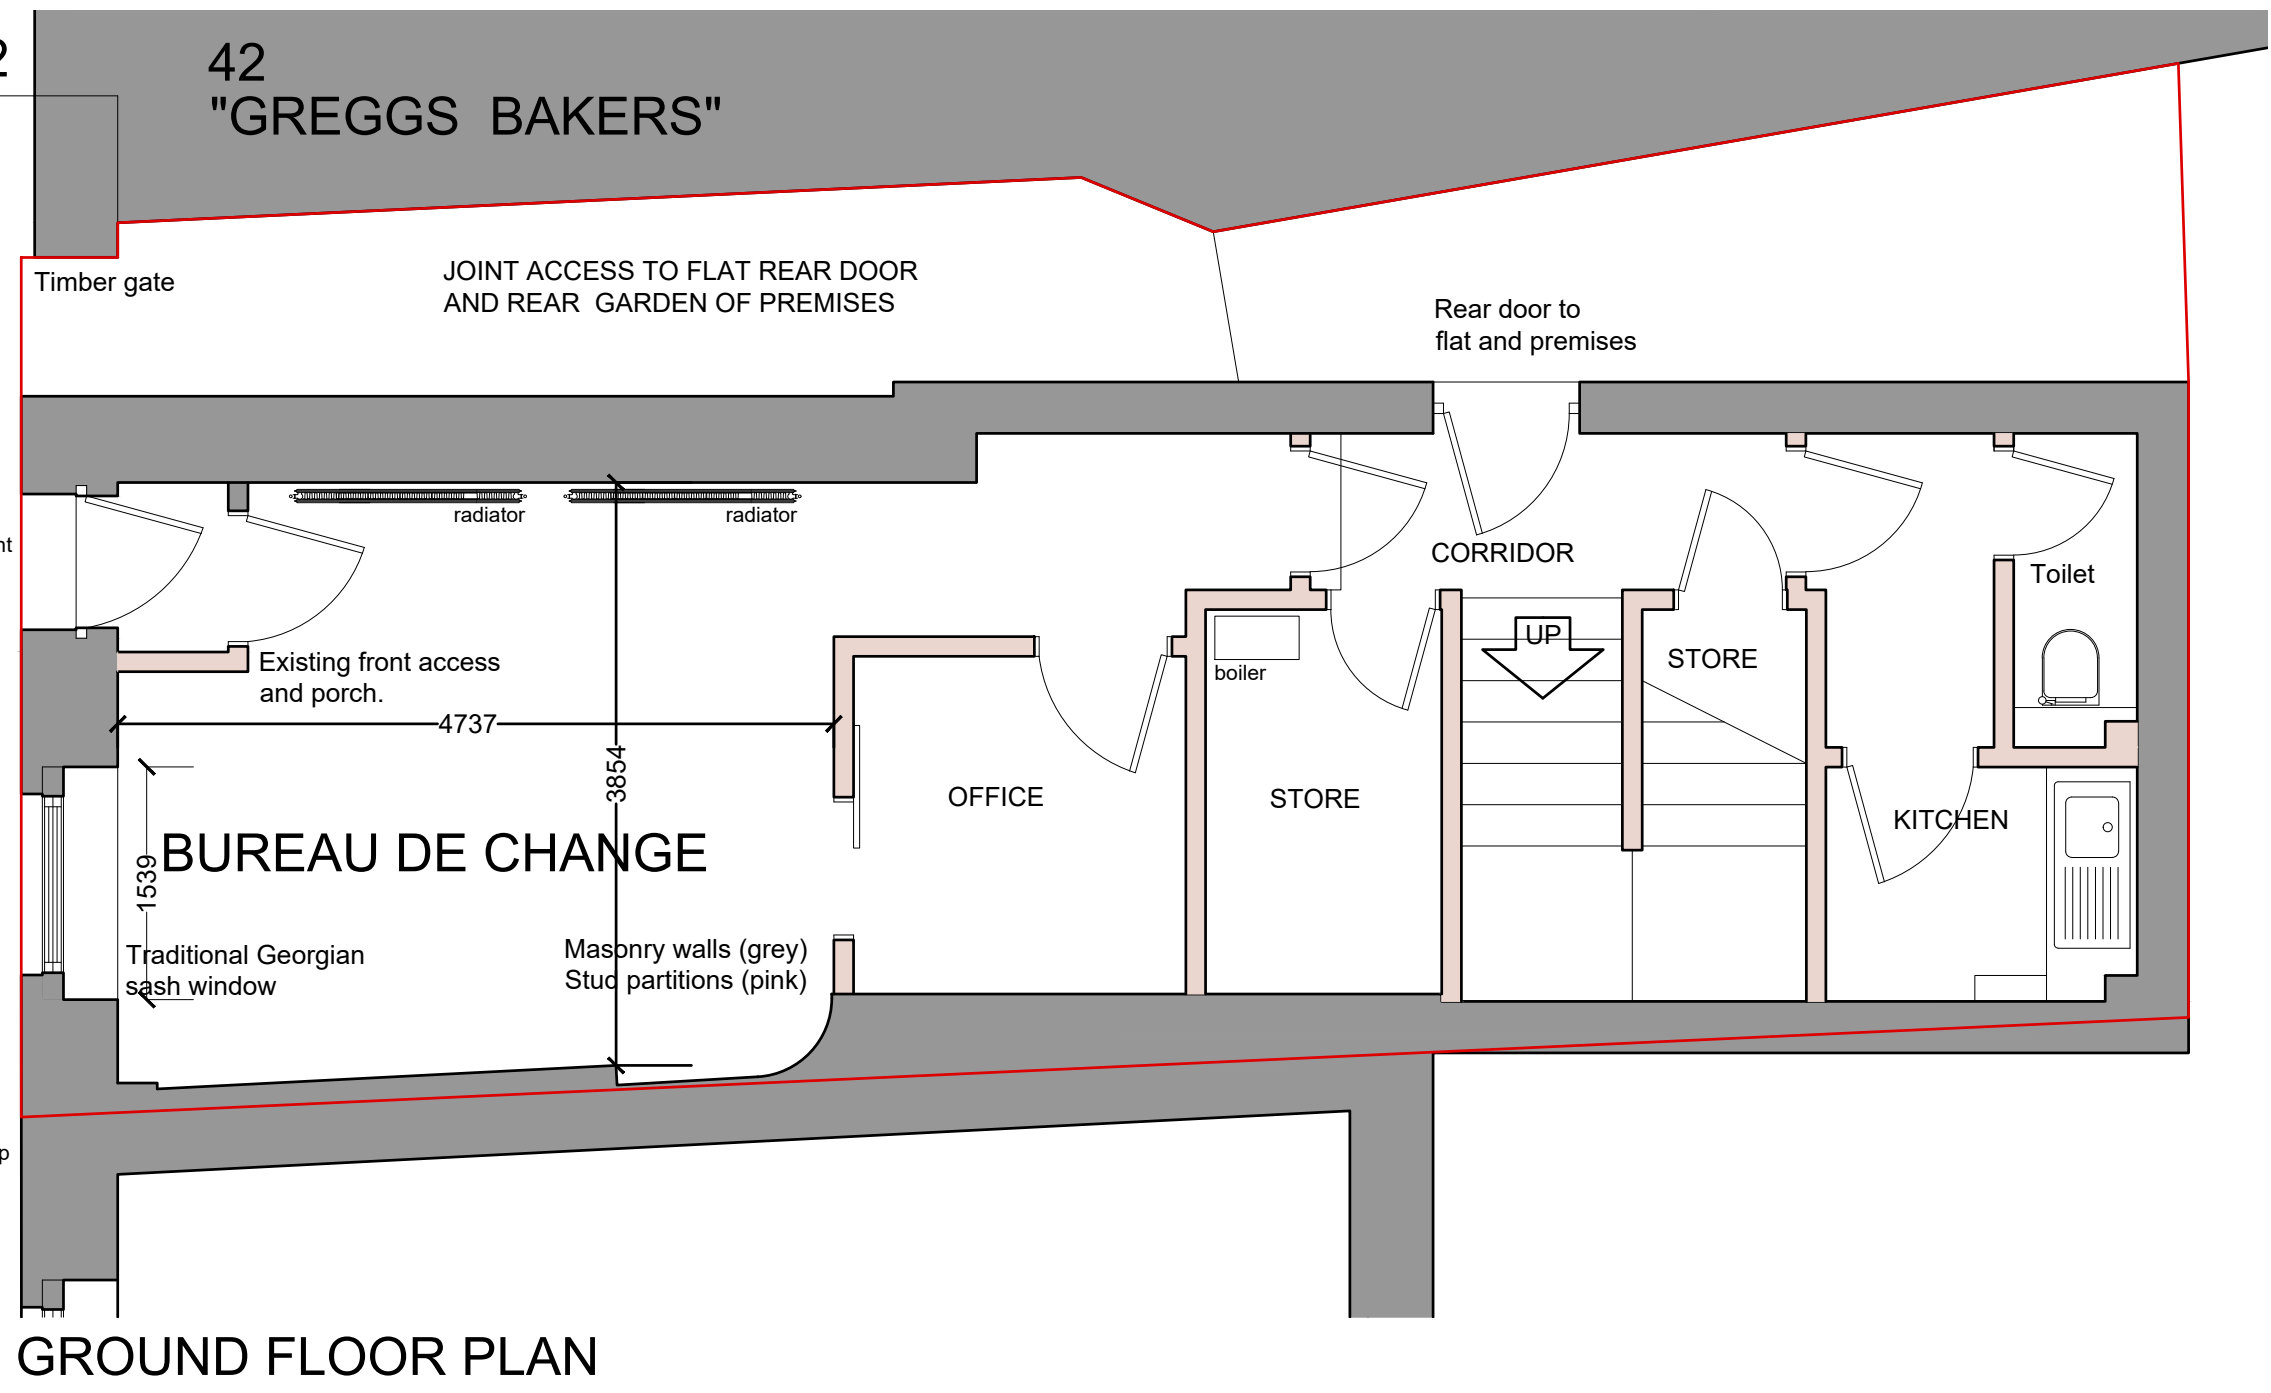 2
42
"GREGGS BAKERS"
Timber gate
JOINT ACCESS TO FLAT REAR DOOR
AND REAR GARDEN OF PREMISES
Rear door to
flat and premises
radiator
radiator
CORRIDOR
Toilet
UP
STORE
boiler
Existing front access
and porch.
4737
3854
OFFICE
STORE
KITCHEN
BUREAU DE CHANGE
1539
Traditional Georgian
sash window
Masonry walls (grey)
Stud partitions (pink)
GROUND FLOOR PLAN